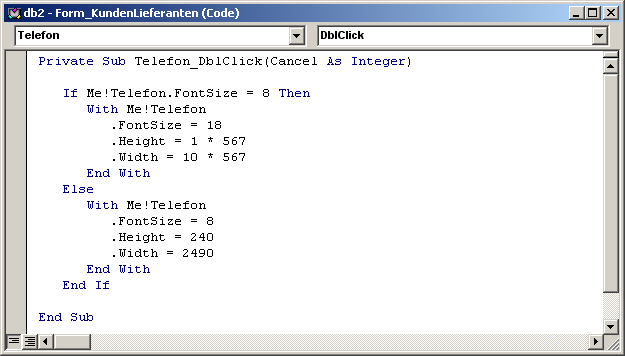 db2 - Form_KundenLieferanten (Code)
Telefon DblClick
Private Sub Telefon_DblClick(Cancel As Integer)
If Me!Telefon.FontSize = 8 Then
With Me!Telefon
.FontSize = 18
.Height = 1 * 567
.Width = 10 * 567
End With
Else
With Me!Telefon
.FontSize = 8
.Height = 240
.Width = 2490
End With
End If
End Sub